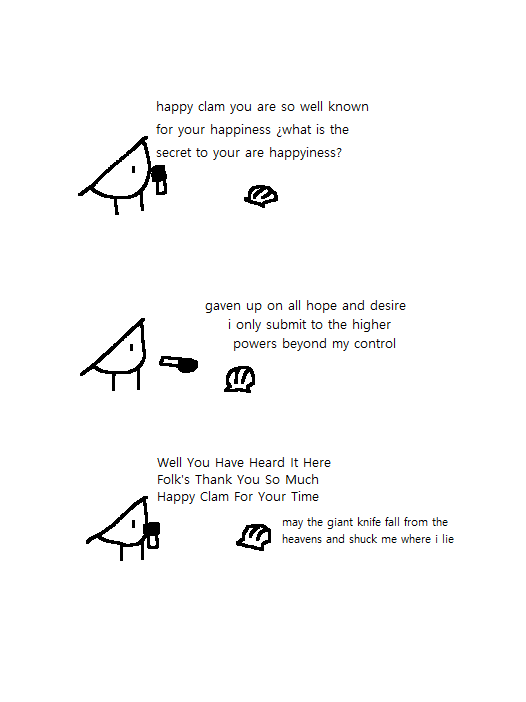 happy clam you are so well known
for your happiness ¿what is the
secret to your are happyiness?
gaven up on all hope and desire
i only submit to the higher
powers beyond my control
Well You Have Heard It Here
Folk's Thank You So Much
Happy Clam For Your Time
may the giant knife fall from the
heavens and shuck me where i lie